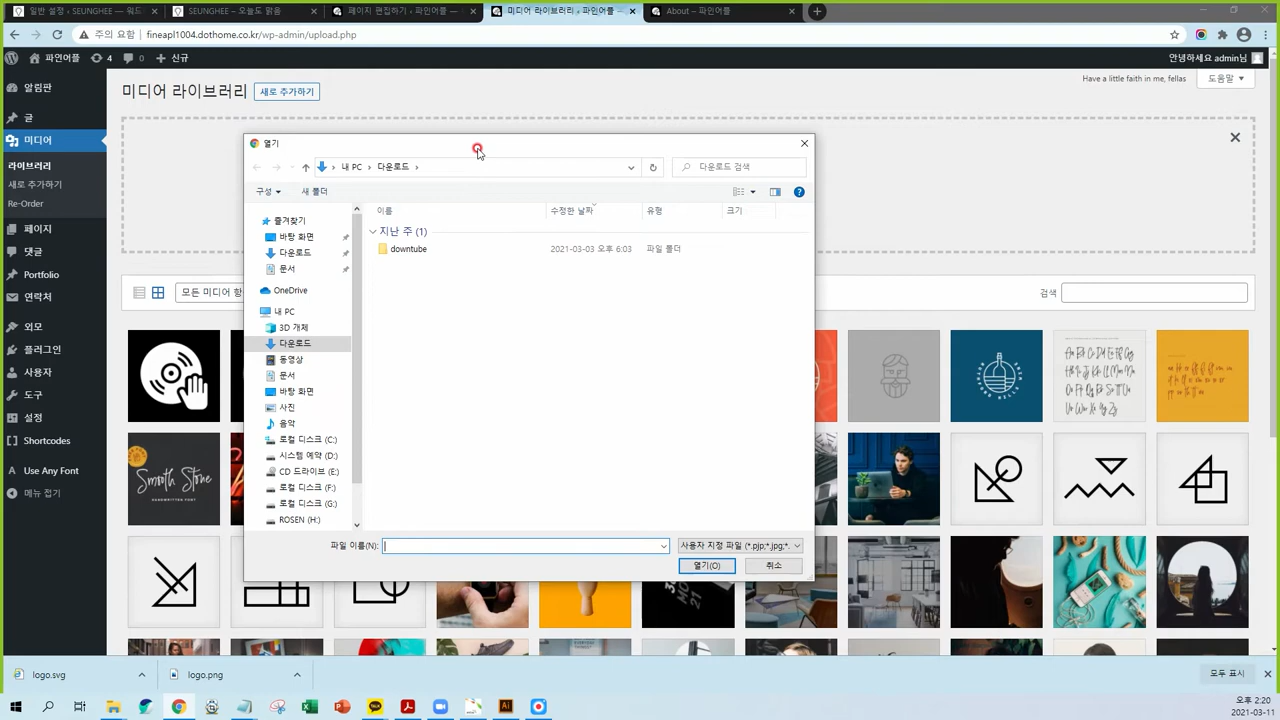 일반 설정 ‹ SEUNGHEE — 워드
SEUNGHEE – 오늘도 맑음
페이지 편집하기 ‹ 파인어플 —
미디어 라이브러리 ‹ 파인어플 —
About – 파인어플
주의 요함 fineapl1004.dothome.co.kr/wp-admin/upload.php
파인어플 4 0 신규
안녕하세요 admin님
알림판
글
미디어
라이브러리
새로 추가하기
Re-Order
페이지
댓글
Portfolio
연락처
외모
플러그인
사용자
도구
설정
Shortcodes
Use Any Font
메뉴 접기
미디어 라이브러리 새로 추가하기
Have a little faith in me, fellas
도움말
모든 미디어 항
검색
열기
내 PC › 다운로드 ›
다운로드 검색
구성 새 폴더
이름 수정한 날짜 유형 크기
지난 주 (1)
downtube 2021-03-03 오후 6:03 파일 폴더
즐겨찾기
바탕 화면
다운로드
문서
OneDrive
내 PC
3D 개체
다운로드
동영상
문서
바탕 화면
사진
음악
로컬 디스크 (C:)
시스템 예약 (D:)
CD 드라이브 (E:)
로컬 디스크 (F:)
로컬 디스크 (G:)
ROSEN (H:)
파일 이름(N):
사용자 지정 파일 (*.pjp;*.jpg;*.
열기(O) 취소
Smooth Stone
HANDWRITTEN FONT
logo.svg
logo.png
모두 표시
오후 2:20
2021-03-11